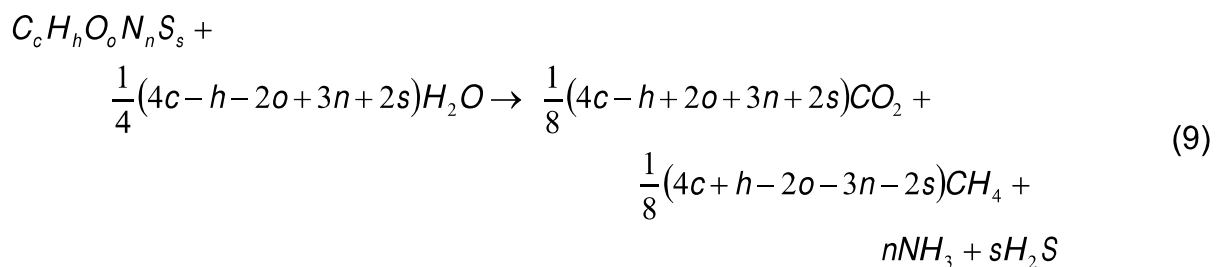 CcHhOoNnSs +
1/4(4c − h − 2o + 3n + 2s)H₂O → 1/8(4c − h + 2o + 3n + 2s)CO₂ +
(9)
1/8(4c + h − 2o − 3n − 2s)CH₄ +
nNH₃ + sH₂S